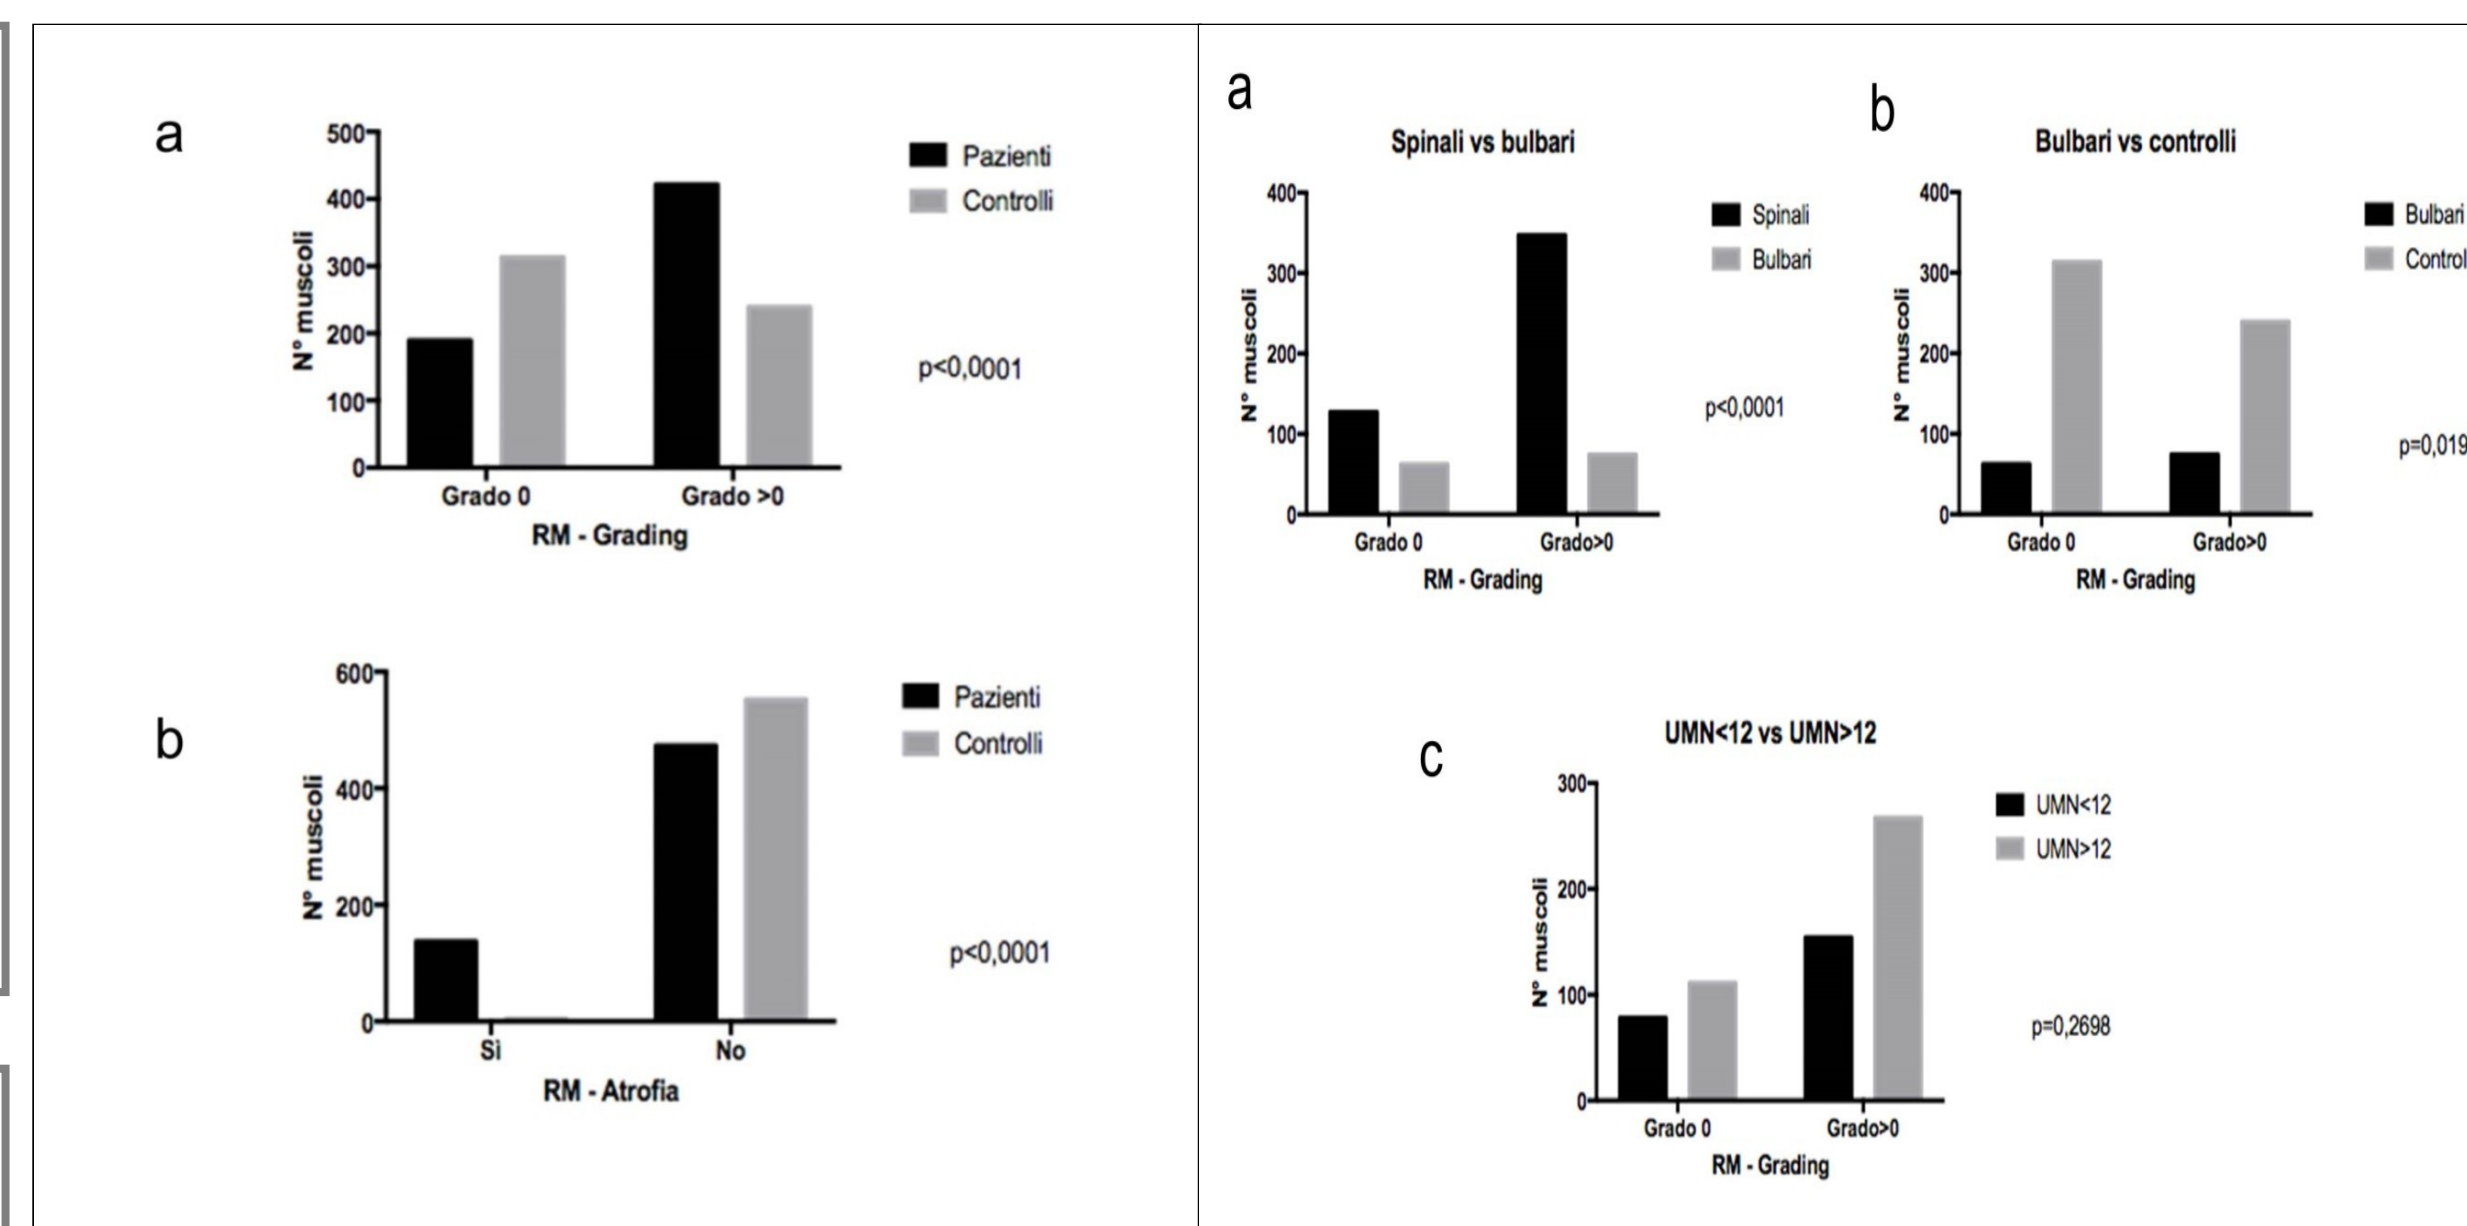 a
500
400
300
200
100
0
N° muscoli
Grado 0
Grado >0
RM - Grading
Pazienti
Controlli
p<0,0001
b
600
400
200
0
N° muscoli
Sì
No
RM - Atrofia
Pazienti
Controlli
p<0,0001
a
Spinali vs bulbari
400
300
200
100
0
N° muscoli
Grado 0
Grado>0
RM - Grading
Spinali
Bulbari
p<0,0001
b
Bulbari vs controlli
400
300
200
100
0
N° muscoli
Grado 0
Grado>0
RM - Grading
Bulbari
Control
p=0,019
c
UMN<12 vs UMN>12
300
200
100
0
N° muscoli
Grado 0
Grado>0
RM - Grading
UMN<12
UMN>12
p=0,2698